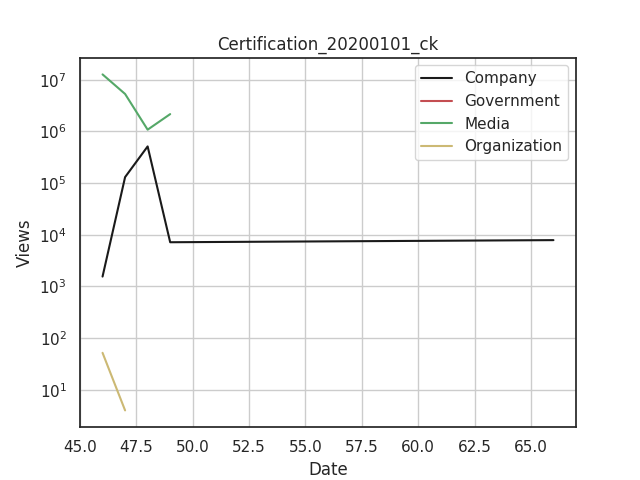 Certification_20200101_ck
Company
Government
Media
Organization
Views
10⁷
10⁶
10⁵
10⁴
10³
10²
10¹
45.0 47.5 50.0 52.5 55.0 57.5 60.0 62.5 65.0
Date